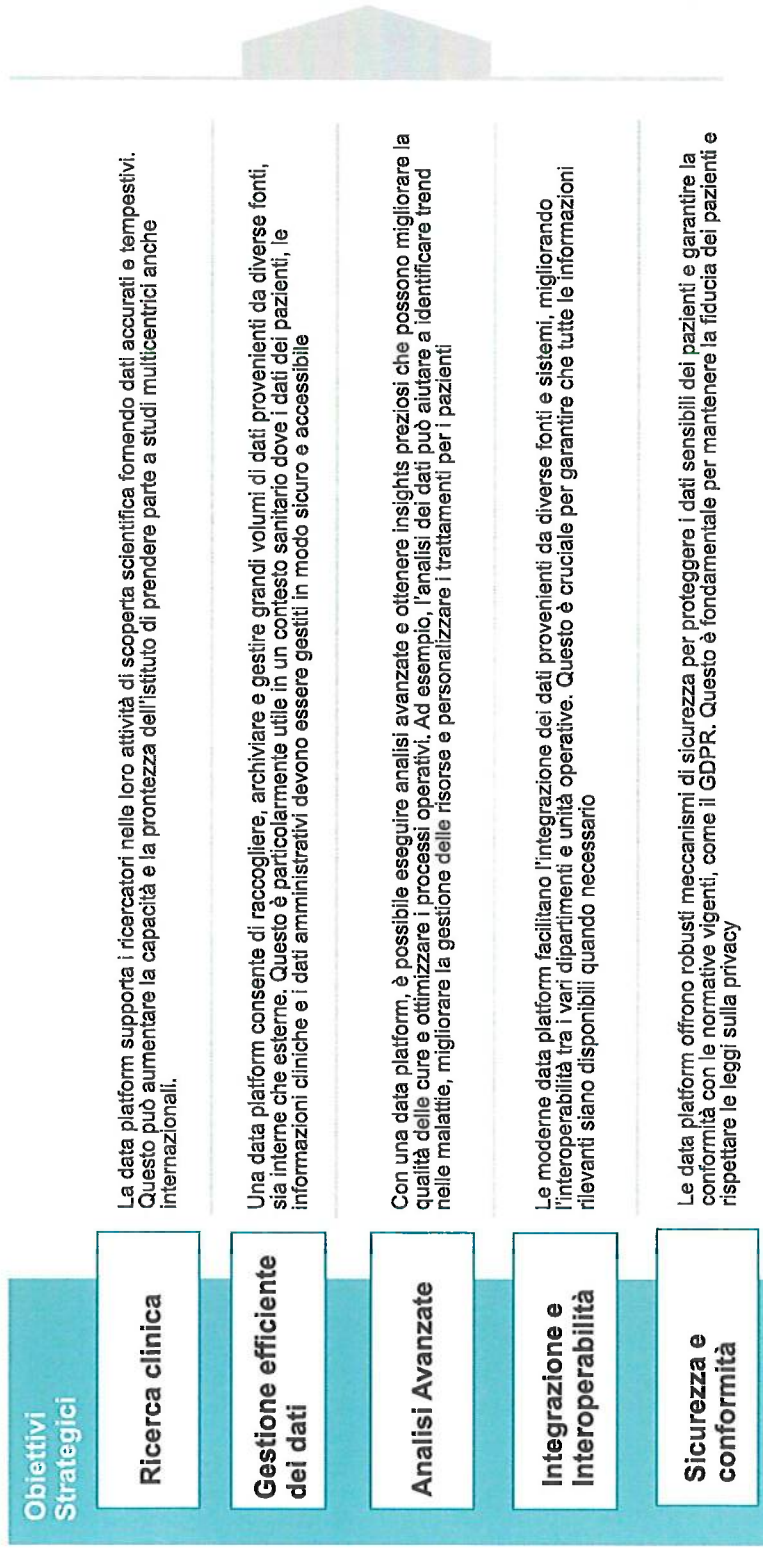 Obiettivi
Strategici
Ricerca clinica
La data platform supporta i ricercatori nelle loro attività di scoperta scientifica fornendo dati accurati e tempestivi.
Questo può aumentare la capacità e la prontezza dell'istituto di prendere parte a studi multicentrici anche
internazionali.
Gestione efficiente
dei dati
Una data platform consente di raccogliere, archiviare e gestire grandi volumi di dati provenienti da diverse fonti,
sia interne che esterne. Questo è particolarmente utile in un contesto sanitario dove i dati dei pazienti, le
informazioni cliniche e i dati amministrativi devono essere gestiti in modo sicuro e accessibile
Analisi Avanzate
Con una data platform, è possibile eseguire analisi avanzate e ottenere insights preziosi che possono migliorare la
qualità delle cure e ottimizzare i processi operativi. Ad esempio, l'analisi dei dati può aiutare a identificare trend
nelle malattie, migliorare la gestione delle risorse e personalizzare i trattamenti per i pazienti
Integrazione e
Interoperabilità
Le moderne data platform facilitano l'integrazione dei dati provenienti da diverse fonti e sistemi, migliorando
l'interoperabilità tra i vari dipartimenti e unità operative. Questo è cruciale per garantire che tutte le informazioni
rilevanti siano disponibili quando necessario
Sicurezza e
conformità
Le data platform offrono robusti meccanismi di sicurezza per proteggere i dati sensibili dei pazienti e garantire la
conformità con le normative vigenti, come il GDPR. Questo è fondamentale per mantenere la fiducia dei pazienti e
rispettare le leggi sulla privacy